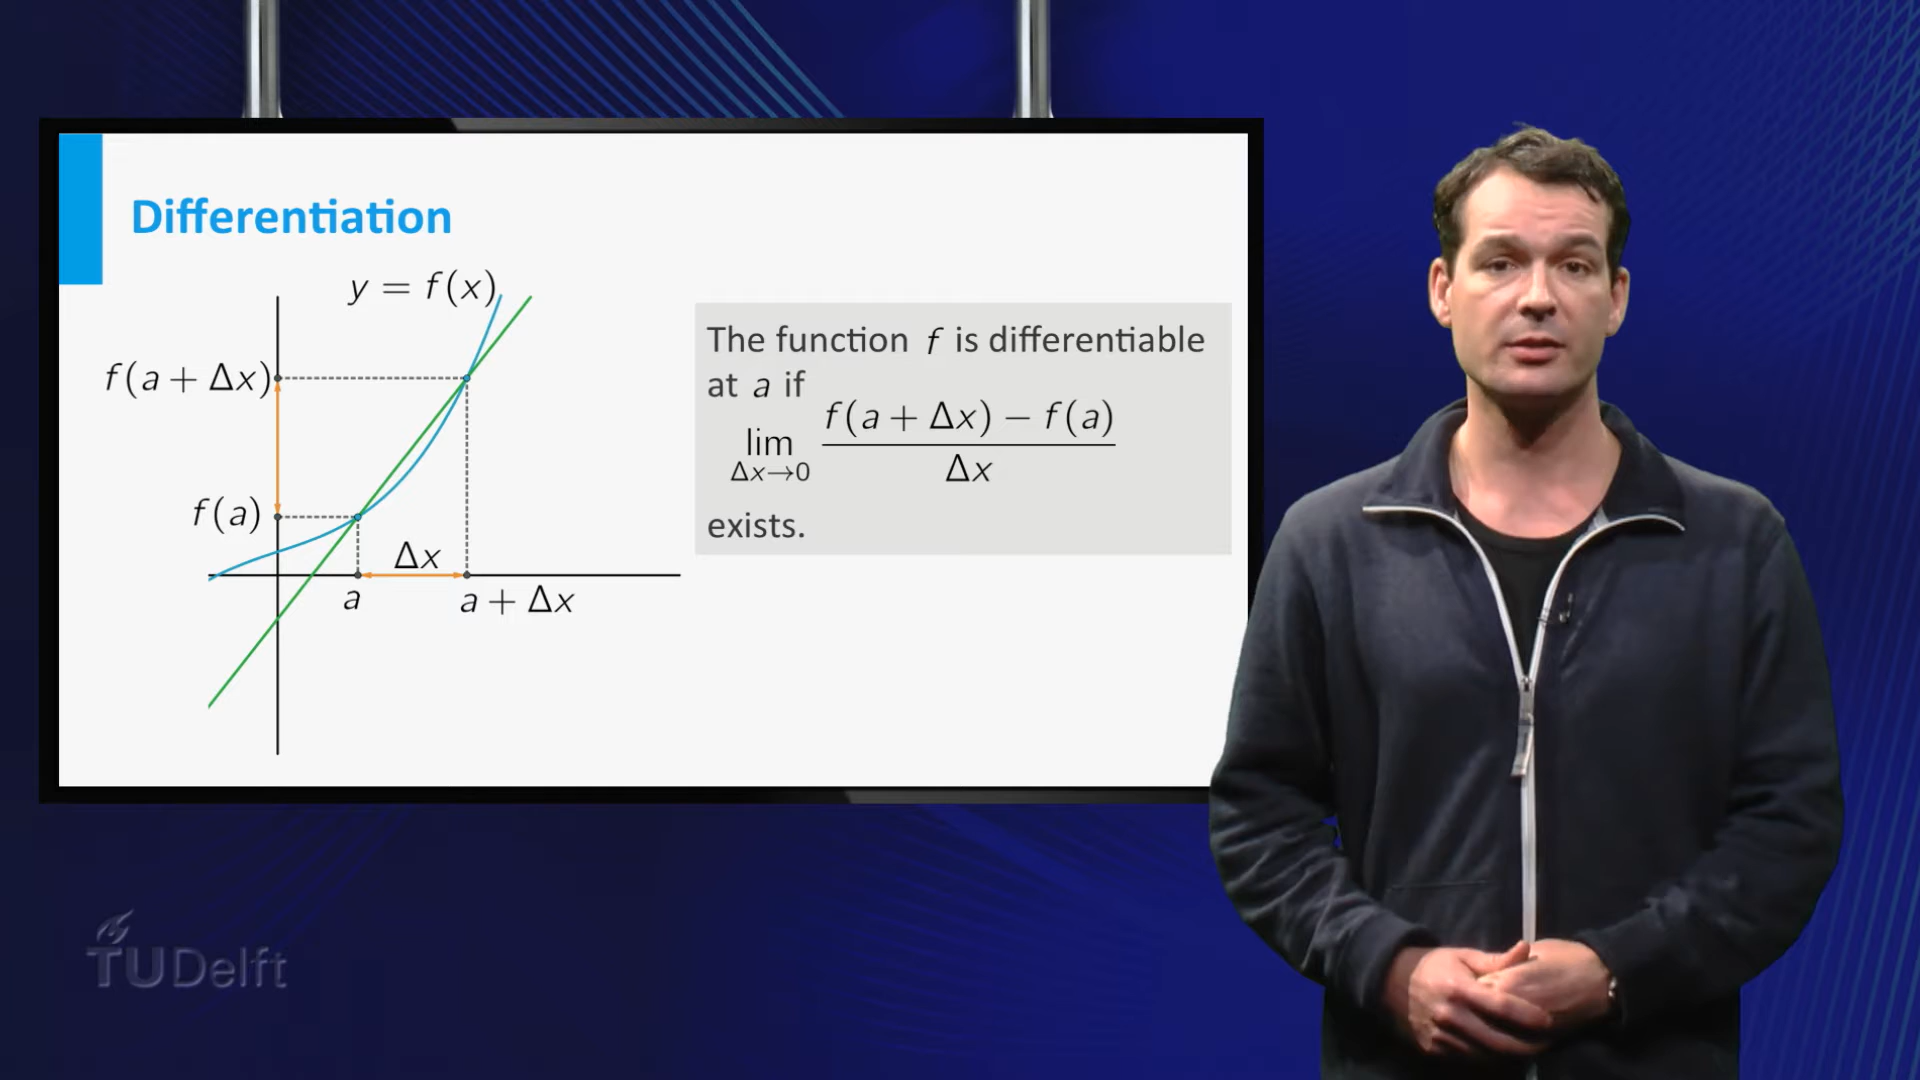 Differentiation
y = f(x)
f(a + Δx)
f(a)
Δx
a
a + Δx
The function f is differentiable
at a if
lim Δx→0 f(a + Δx) − f(a) / Δx
exists.
TUDelft